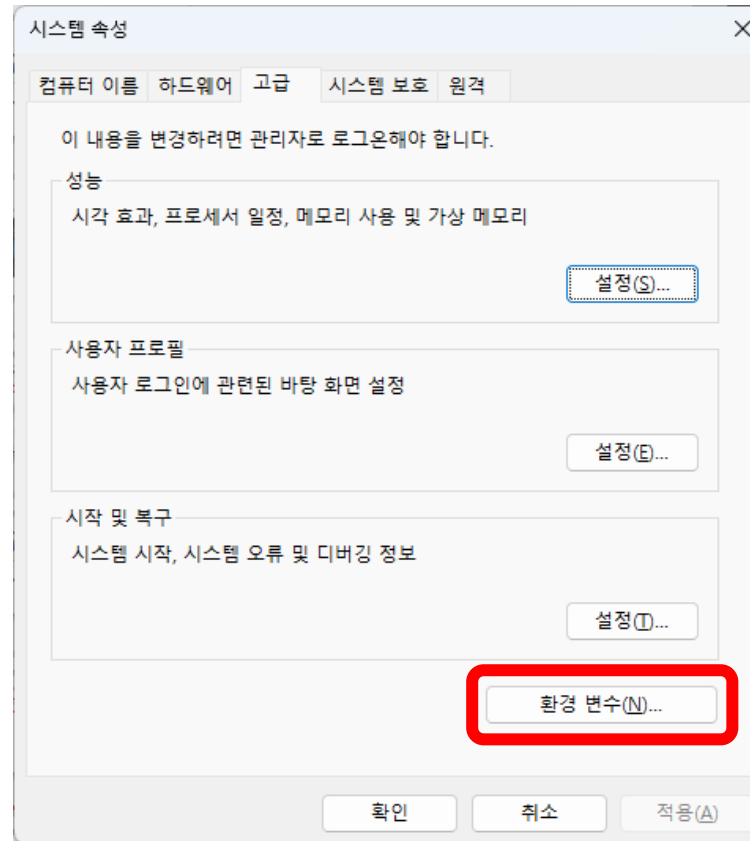 시스템 속성
컴퓨터 이름 하드웨어 고급 시스템 보호 원격
이 내용을 변경하려면 관리자로 로그온해야 합니다.
성능
시각 효과, 프로세서 일정, 메모리 사용 및 가상 메모리
설정(S)...
사용자 프로필
사용자 로그인에 관련된 바탕 화면 설정
설정(E)...
시작 및 복구
시스템 시작, 시스템 오류 및 디버깅 정보
설정(T)...
환경 변수(N)...
확인 취소 적용(A)